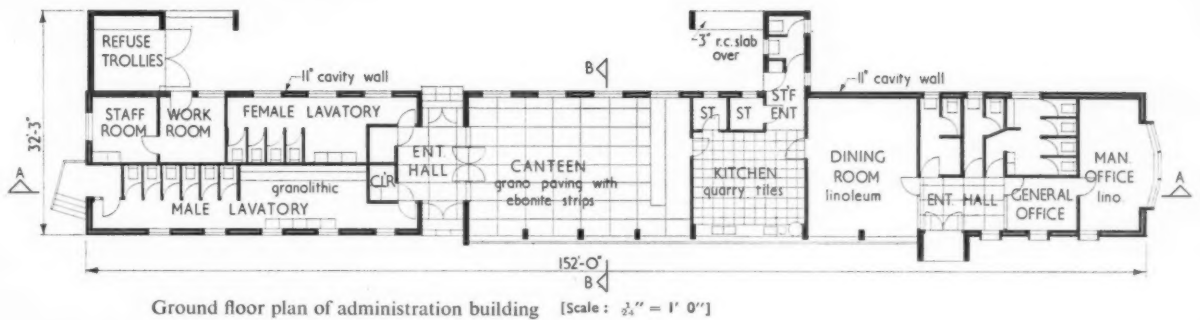 REFUSE
TROLLIES
3" r.c. slab
over
B
11" cavity wall
11" cavity wall
STAFF
ROOM
WORK
ROOM
FEMALE LAVATORY
ST
ST
ST'F
ENT
32'-3"
A
ENT.
HALL
CANTEEN
grano paving with
ebonite strips
KITCHEN
quarry tiles
DINING
ROOM
linoleum
MAN.
OFFICE
lino.
A
granolithic
CL'R
MALE LAVATORY
ENT. HALL
GENERAL
OFFICE
152'-0"
B
Ground floor plan of administration building [Scale: = 1' 0"]